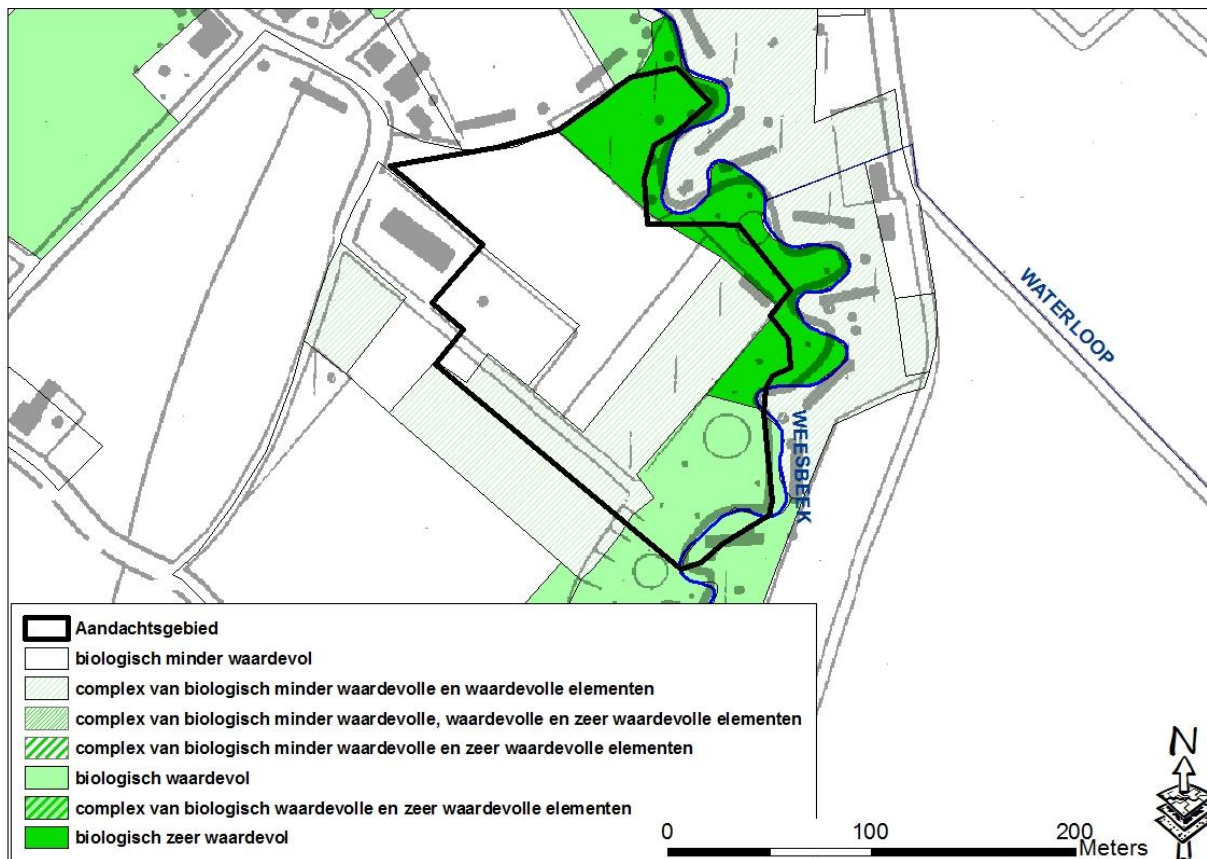 WATERLOOP
WEESBEEK
Aandachtsgebied
biologisch minder waardevol
complex van biologisch minder waardevolle en waardevolle elementen
complex van biologisch minder waardevolle, waardevolle en zeer waardevolle elementen
complex van biologisch minder waardevolle en zeer waardevolle elementen
biologisch waardevol
complex van biologisch waardevolle en zeer waardevolle elementen
biologisch zeer waardevol
0 100 200
Meters
N